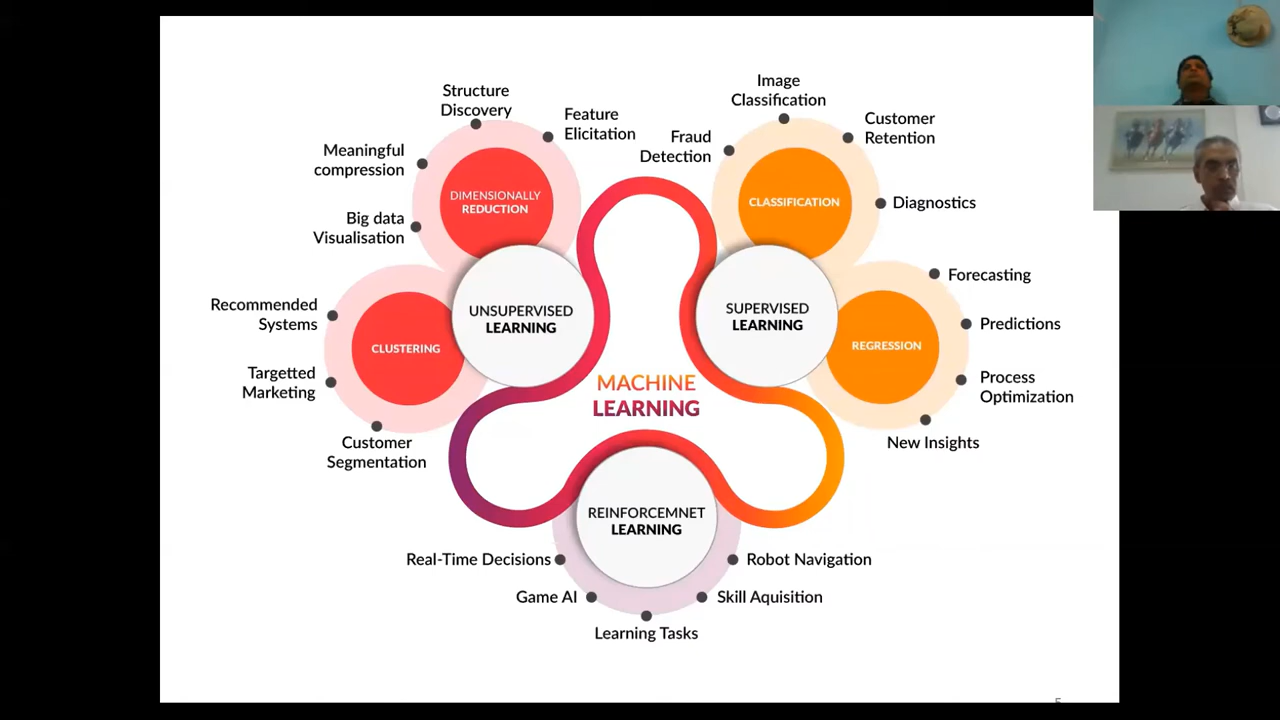 Structure
Discovery
Feature
Elicitation
Meaningful
compression
Big data
Visualisation
DIMENSIONALLY
REDUCTION
Recommended
Systems
Targetted
Marketing
Customer
Segmentation
CLUSTERING
UNSUPERVISED
LEARNING
Image
Classification
Fraud
Detection
Customer
Retention
Diagnostics
CLASSIFICATION
SUPERVISED
LEARNING
REGRESSION
Forecasting
Predictions
Process
Optimization
New Insights
MACHINE
LEARNING
REINFORCEMNET
LEARNING
Real-Time Decisions
Game AI
Learning Tasks
Skill Aquisition
Robot Navigation